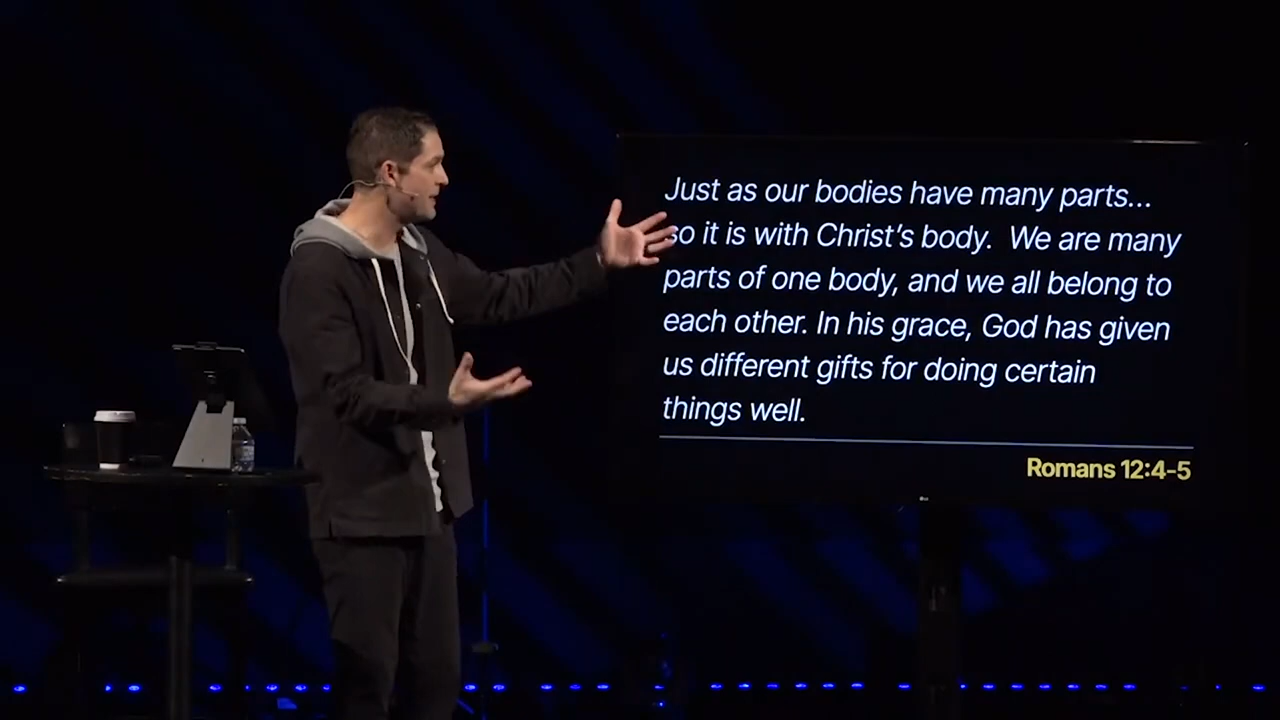 Just as our bodies have many parts...
so it is with Christ's body.  We are many
parts of one body, and we all belong to
each other. In his grace, God has given
us different gifts for doing certain
things well.
Romans 12:4-5